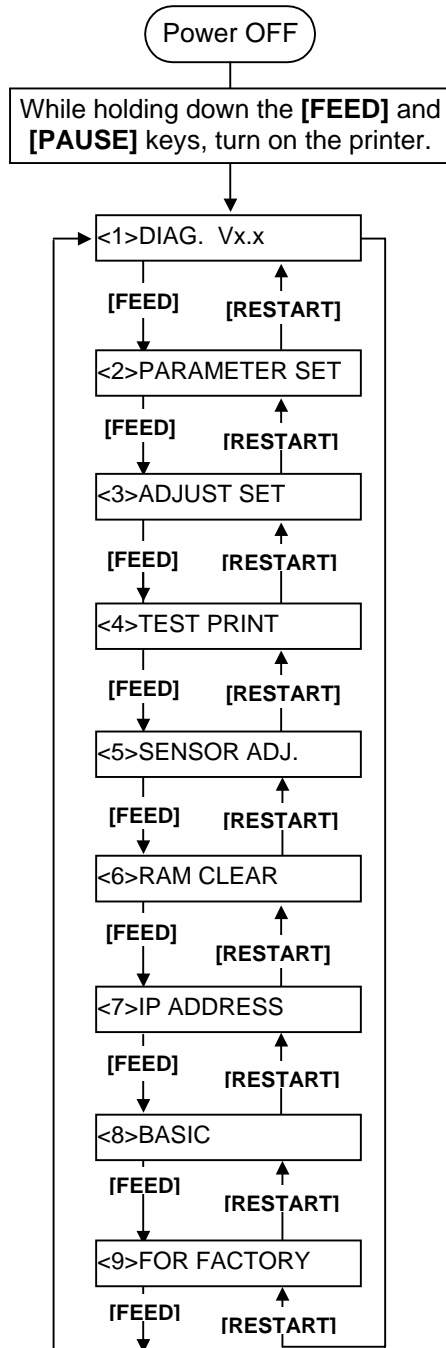 Power OFF
While holding down the [FEED] and
[PAUSE] keys, turn on the printer.
<1>DIAG. Vx.x
[FEED] [RESTART]
<2>PARAMETER SET
[FEED] [RESTART]
<3>ADJUST SET
[FEED] [RESTART]
<4>TEST PRINT
[FEED] [RESTART]
<5>SENSOR ADJ.
[FEED] [RESTART]
<6>RAM CLEAR
[FEED] [RESTART]
<7>IP ADDRESS
[FEED] [RESTART]
<8>BASIC
[FEED] [RESTART]
<9>FOR FACTORY
[FEED] [RESTART]